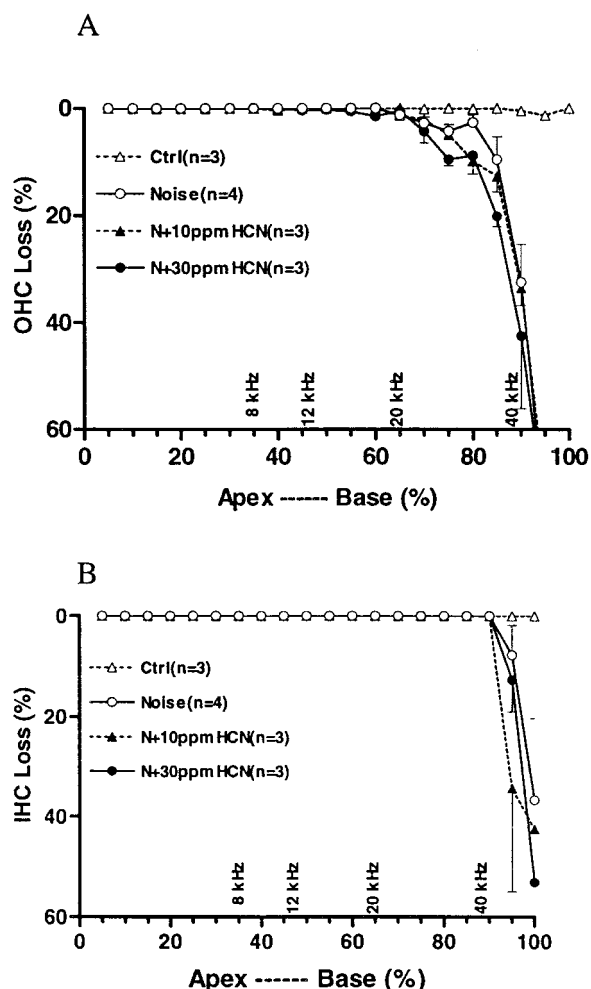 A
OHC Loss (%)
0
20
40
60
Ctrl(n=3)
Noise(n=4)
N+10ppm HCN(n=3)
N+30ppm HCN(n=3)
8 kHz
12 kHz
20 kHz
40 kHz
0 20 40 60 80 100
Apex ------ Base (%)
B
IHC Loss (%)
0
20
40
60
Ctrl(n=3)
Noise(n=4)
N+10ppm HCN(n=3)
N+30ppm HCN(n=3)
8 kHz
12 kHz
20 kHz
40 kHz
0 20 40 60 80 100
Apex ------ Base (%)